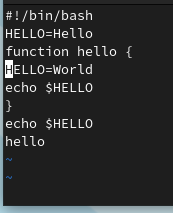 #!/bin/bash
HELLO=Hello
function hello {
HELLO=World
echo $HELLO
}
echo $HELLO
hello
~
~